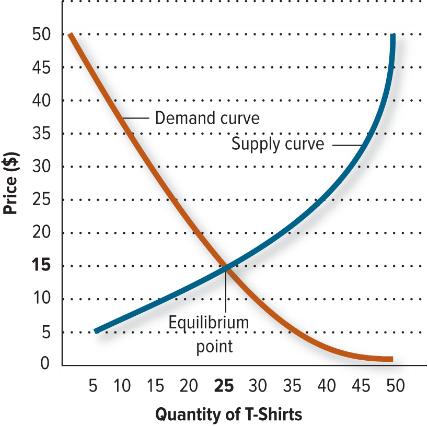 Price ($)
50
45
40
35
30
25
20
15
10
5
0
Demand curve
Supply curve
Equilibrium
point
5 10 15 20 25 30 35 40 45 50
Quantity of T-Shirts